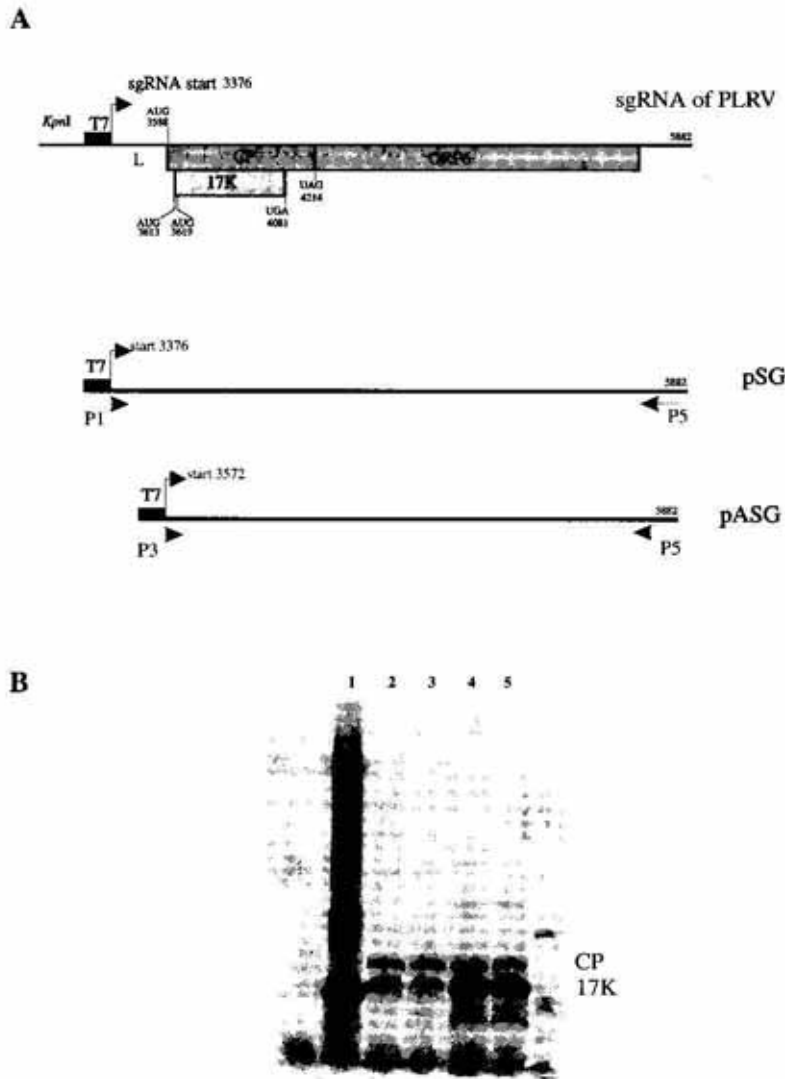 A
sgRNA start 3376
sgRNA of PLRV
KpnI
T7
AUG
3588
5882
L
CP
ORF6
17K
UAG
4214
UGA
4081
AUG
3613
AUG
3619
start 3376
T7
5882
pSG
P1
P5
start 3572
T7
5882
pASG
P3
P5
B
1 2 3 4 5
CP
17K